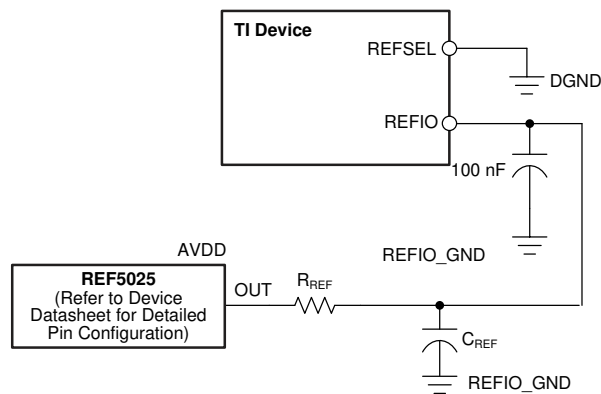 TI Device
REFSEL
DGND
REFIO
100 nF
REFIO_GND
AVDD
REF5025
(Refer to Device
Datasheet for Detailed
Pin Configuration)
OUT
RREF
CREF
REFIO_GND